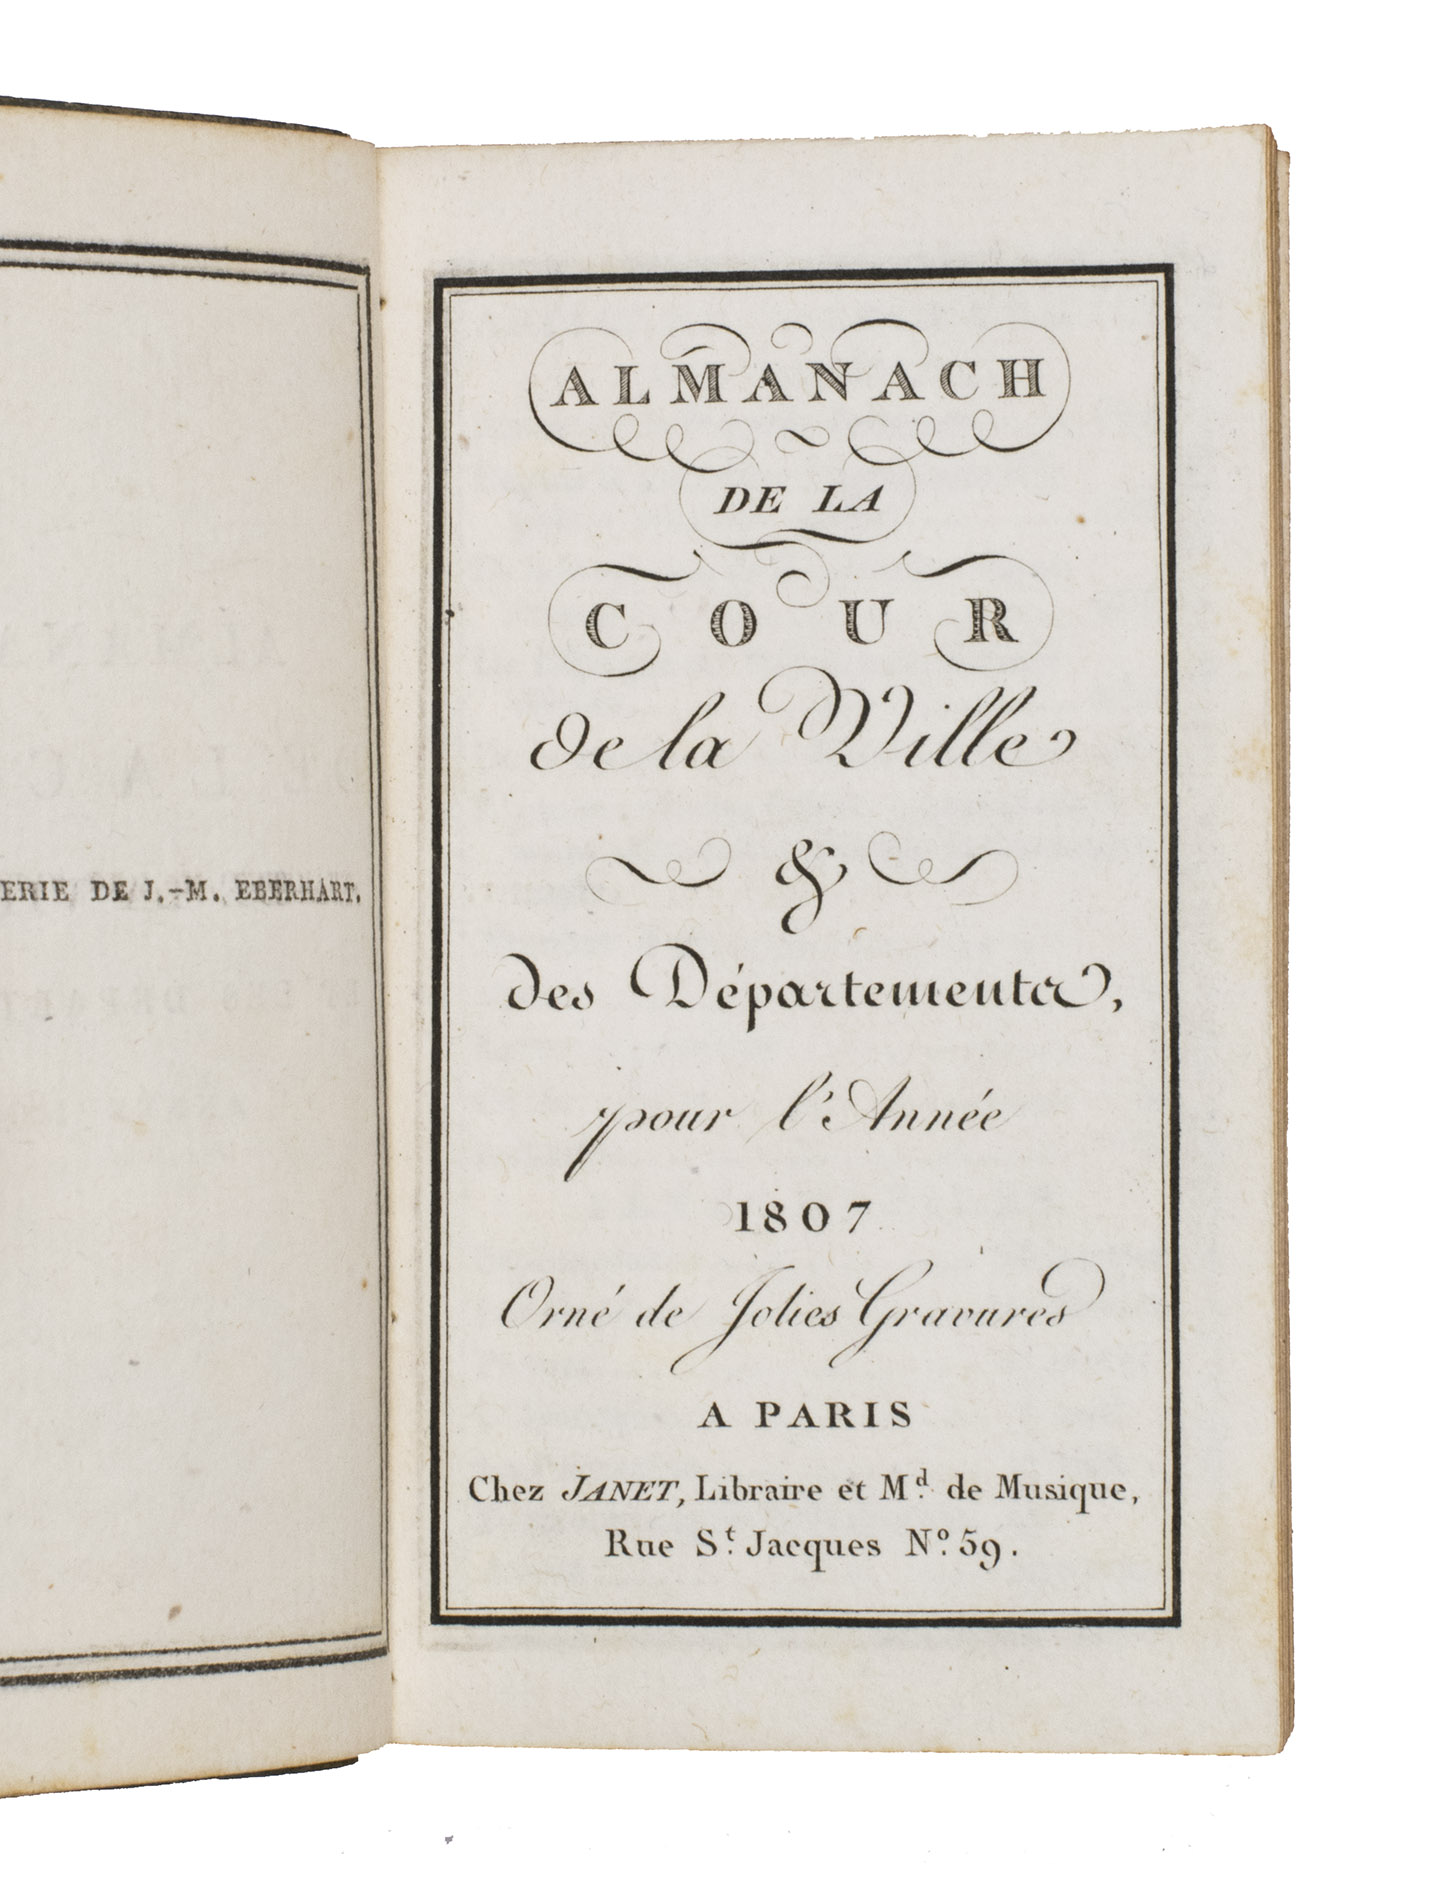 ERIE DE J.-M. EBERHART.
ALMANACH
DE LA
COUR
de la Ville
&
des Départements,
pour l'Année
1807
Orné de Jolies Gravures
A PARIS
Chez JANET, Libraire et Md. de Musique,
Rue St. Jacques No. 59.